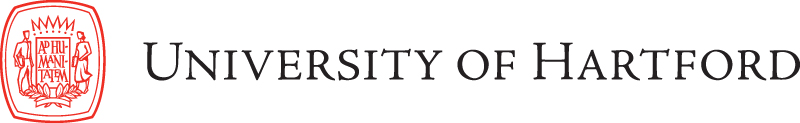 AD HU-
MANI-
TATEM
UNIVERSITY OF HARTFORD